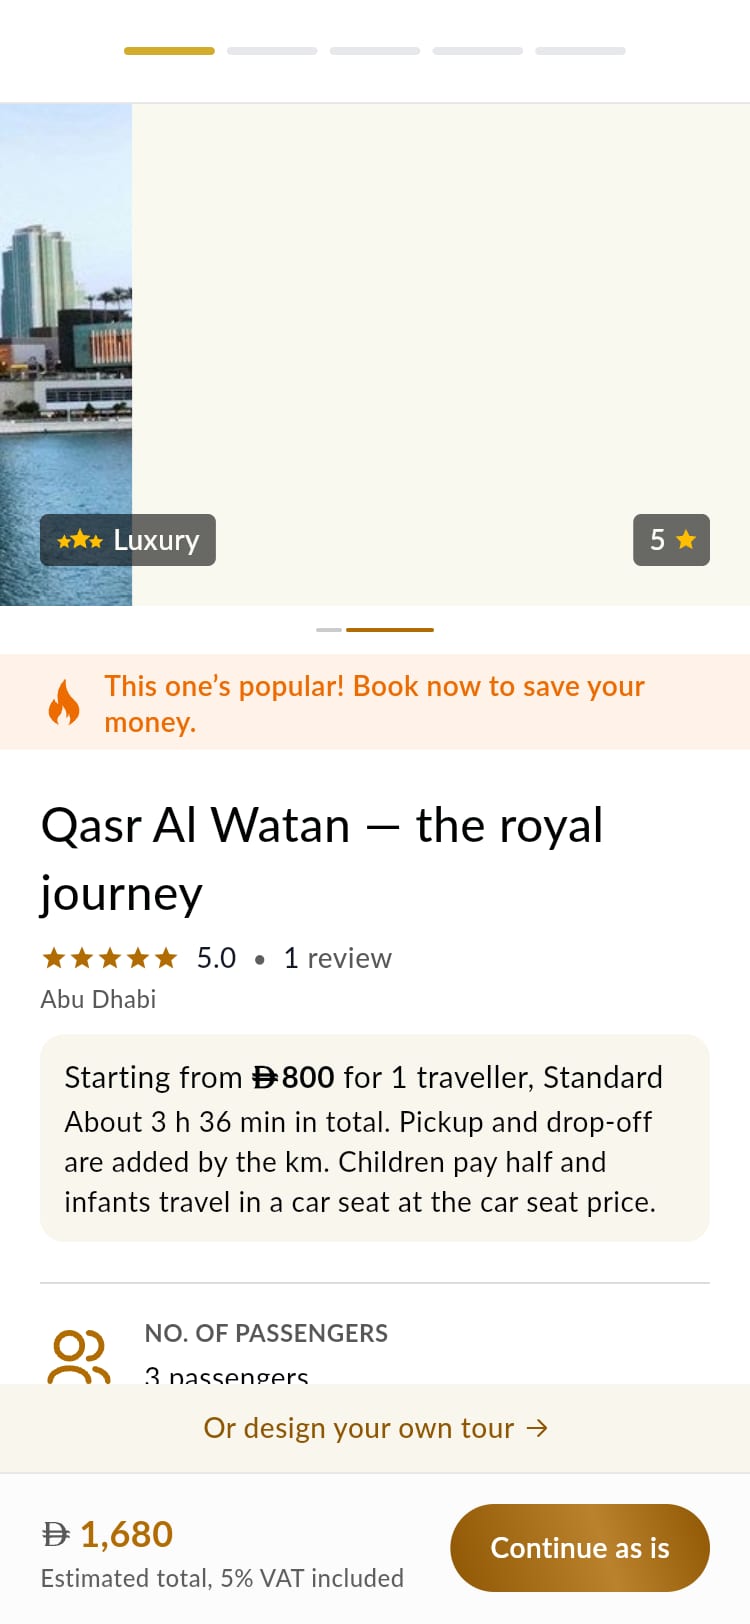 Luxury
5
This one’s popular! Book now to save your
money.
Qasr Al Watan — the royal
journey
5.0 • 1 review
Abu Dhabi
Starting from 800 for 1 traveller, Standard
About 3 h 36 min in total. Pickup and drop-off
are added by the km. Children pay half and
infants travel in a car seat at the car seat price.
NO. OF PASSENGERS
3 passengers
Or design your own tour →
1,680
Estimated total, 5% VAT included
Continue as is